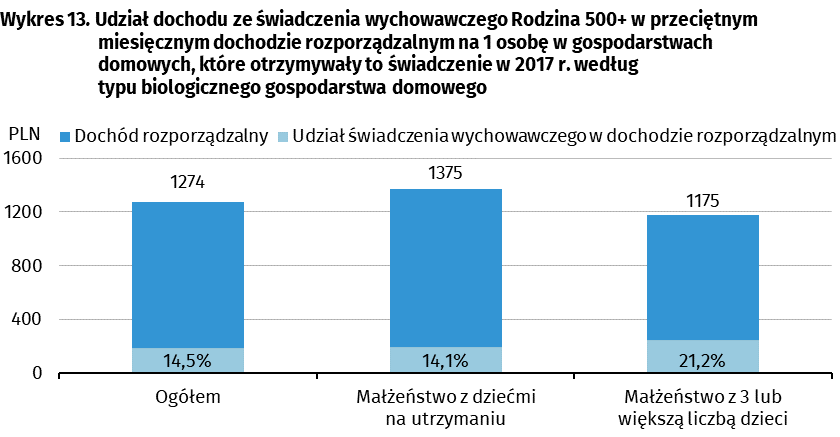 Wykres 13. Udział dochodu ze świadczenia wychowawczego Rodzina 500+ w przeciętnym
miesięcznym dochodzie rozporządzalnym na 1 osobę w gospodarstwach
domowych, które otrzymywały to świadczenie w 2017 r. według
typu biologicznego gospodarstwa domowego
PLN
Dochód rozporządzalny
Udział świadczenia wychowawczego w dochodzie rozporządzalnym
1600
1200
800
400
0
1274
1375
1175
14,5%
14,1%
21,2%
Ogółem
Małżeństwo z dziećmi
na utrzymaniu
Małżeństwo z 3 lub
większą liczbą dzieci